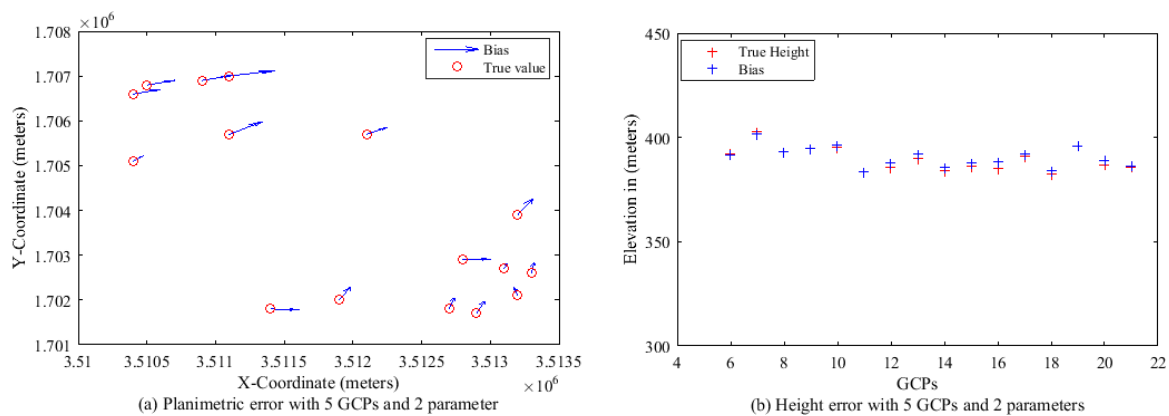 ×10⁶
1.708
1.707
1.706
1.705
1.704
1.703
1.702
1.701
Y-Coordinate (meters)
Bias
True value
3.51 3.5105 3.511 3.5115 3.512 3.5125 3.513 3.5135
X-Coordinate (meters)
×10⁶
(a) Planimetric error with 5 GCPs and 2 parameter
450
400
350
300
Elevation in (meters)
True Height
Bias
4 6 8 10 12 14 16 18 20 22
GCPs
(b) Height error with 5 GCPs and 2 parameters